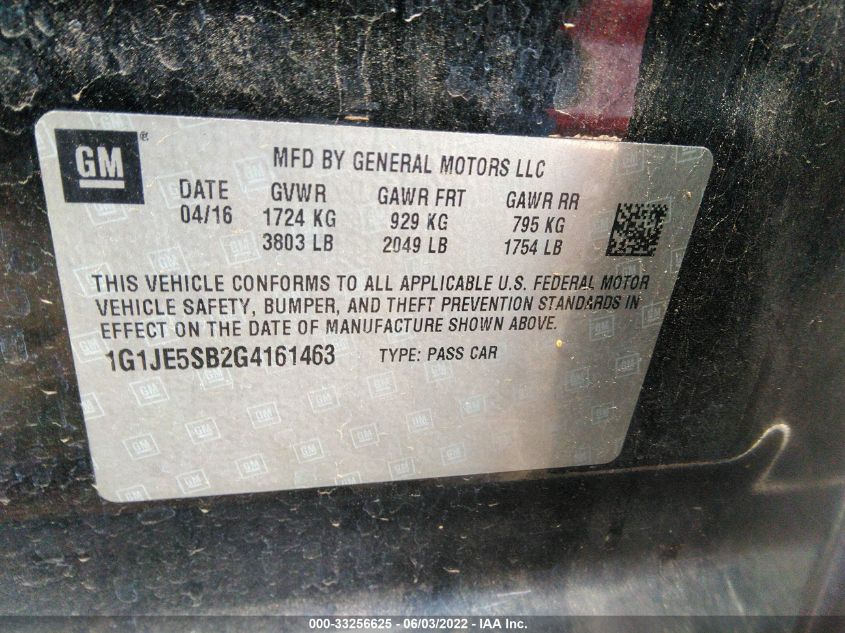 GM ®
MFD BY GENERAL MOTORS LLC
DATE GVWR GAWR FRT GAWR RR
04/16 1724 KG 929 KG 795 KG
3803 LB 2049 LB 1754 LB
THIS VEHICLE CONFORMS TO ALL APPLICABLE U.S. FEDERAL MOTOR
VEHICLE SAFETY, BUMPER, AND THEFT PREVENTION STANDARDS IN
EFFECT ON THE DATE OF MANUFACTURE SHOWN ABOVE.
1G1JE5SB2G4161463 TYPE: PASS CAR
000-33256625 - 06/03/2022 - IAA Inc.